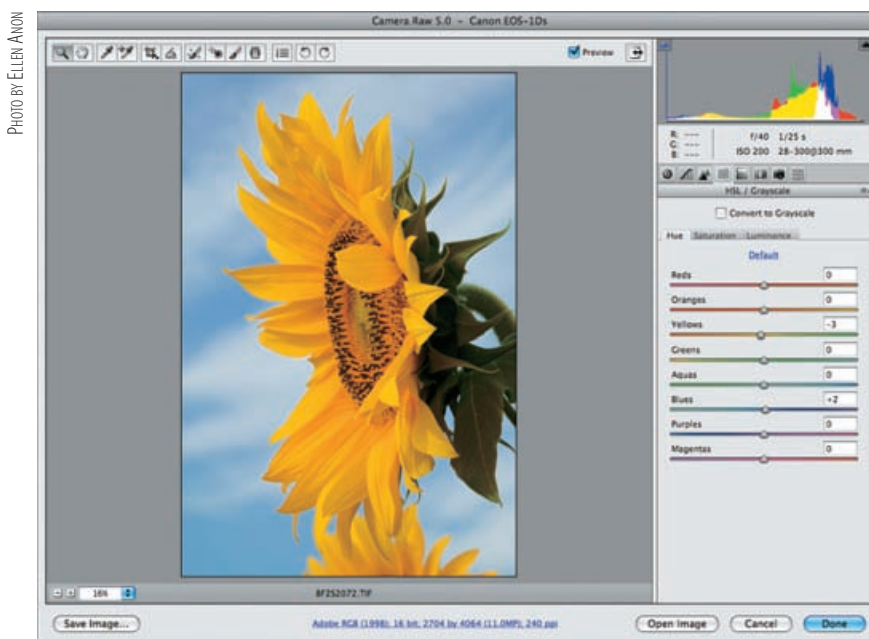 PHOTO BY ELLEN ANON
Camera Raw 5.0 – Canon EOS-1Ds
Preview
R: ---
G: ---
B: ---
f/40 1/25 s
ISO 200 28-300@300 mm
HSL / Grayscale
Convert to Grayscale
Hue Saturation Luminance
Default
Reds 0
Oranges 0
Yellows -3
Greens 0
Aquas 0
Blues +2
Purples 0
Magentas 0
16% 8F2S2072.TIF
Save Image... Adobe RGB (1998); 16 bit; 2704 by 4064 (11.0MP); 240 ppi Open Image Cancel Done